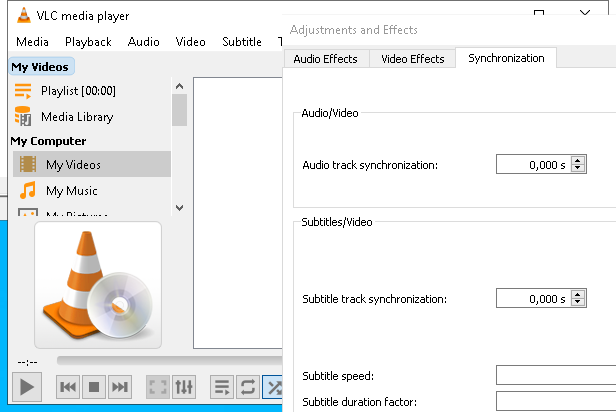 VLC media player
Media Playback Audio Video Subtitle
My Videos
Playlist [00:00]
Media Library
My Computer
My Videos
My Music
My Pictures
--:--
Adjustments and Effects
Audio Effects Video Effects Synchronization
Audio/Video
Audio track synchronization: 0,000 s
Subtitles/Video
Subtitle track synchronization: 0,000 s
Subtitle speed:
Subtitle duration factor: